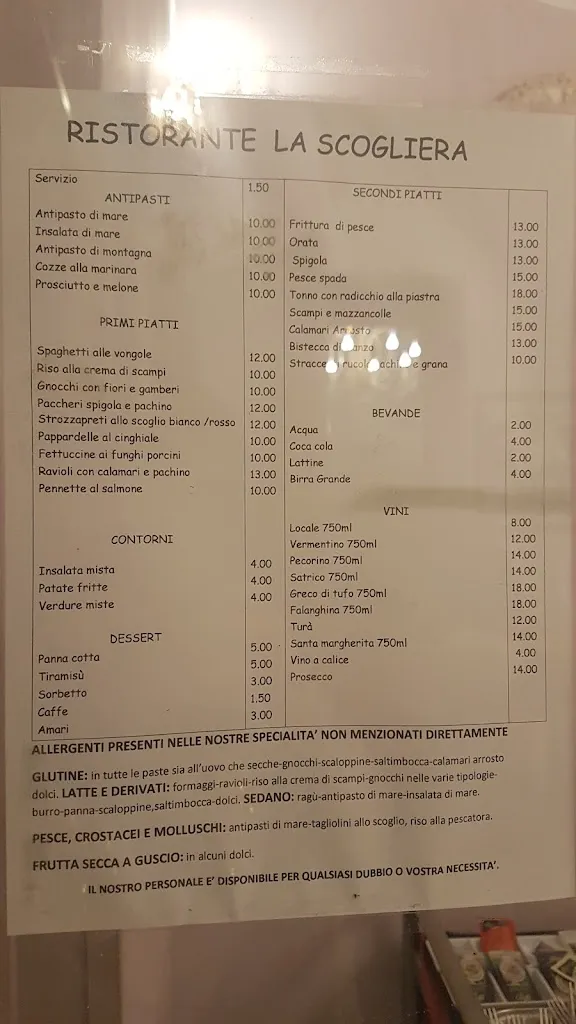 RISTORANTE LA SCOGLIERA
Servizio 1.50
ANTIPASTI
Antipasto di mare 10.00
Insalata di mare 10.00
Antipasto di montagna 10.00
Cozze alla marinara 10.00
Prosciutto e melone 10.00
PRIMI PIATTI
Spaghetti alle vongole 12.00
Riso alla crema di scampi 10.00
Gnocchi con fiori e gamberi 10.00
Paccheri spigola e pachino 12.00
Strozzapreti allo scoglio bianco /rosso 12.00
Pappardelle al cinghiale 10.00
Fettuccine ai funghi porcini 10.00
Ravioli con calamari e pachino 13.00
Pennette al salmone 10.00
CONTORNI
Insalata mista 4.00
Patate fritte 4.00
Verdure miste 4.00
DESSERT
Panna cotta 5.00
Tiramisù 5.00
Sorbetto 3.00
Caffe 1.50
Amari 3.00
SECONDI PIATTI
Frittura di pesce 13.00
Orata 13.00
Spigola 13.00
Pesce spada 15.00
Tonno con radicchio alla piastra 18.00
Scampi e mazzancolle 15.00
Calamari Arrosto 15.00
Bistecca di 13.00
rucola e grana 10.00
BEVANDE
Acqua 2.00
Coca cola 4.00
Lattine 2.00
Birra Grande 4.00
VINI
Locale 750ml 8.00
Vermentino 750ml 12.00
Pecorino 750ml 14.00
Satrico 750ml 14.00
Greco di tufo 750ml 18.00
Falanghina 750ml 18.00
Turà 12.00
Santa margherita 750ml 14.00
Vino a calice 4.00
Prosecco 14.00
ALLERGENTI PRESENTI NELLE NOSTRE SPECIALITA' NON MENZIONATI DIRETTAMENTE
GLUTINE: in tutte le paste sia all'uovo che secche-gnocchi-scaloppine-saltimbocca-calamari arrosto
dolci. LATTE E DERIVATI: formaggi-ravioli-riso alla crema di scampi-gnocchi nelle varie tipologie-
burro-panna-scaloppine,saltimbocca-dolci. SEDANO: ragù-antipasto di mare-insalata di mare.
PESCE, CROSTACEI E MOLLUSCHI: antipasti di mare-tagliolini allo scoglio, riso alla pescatora.
FRUTTA SECCA A GUSCIO: in alcuni dolci.
IL NOSTRO PERSONALE E' DISPONIBILE PER QUALSIASI DUBBIO O VOSTRA NECESSITA'.